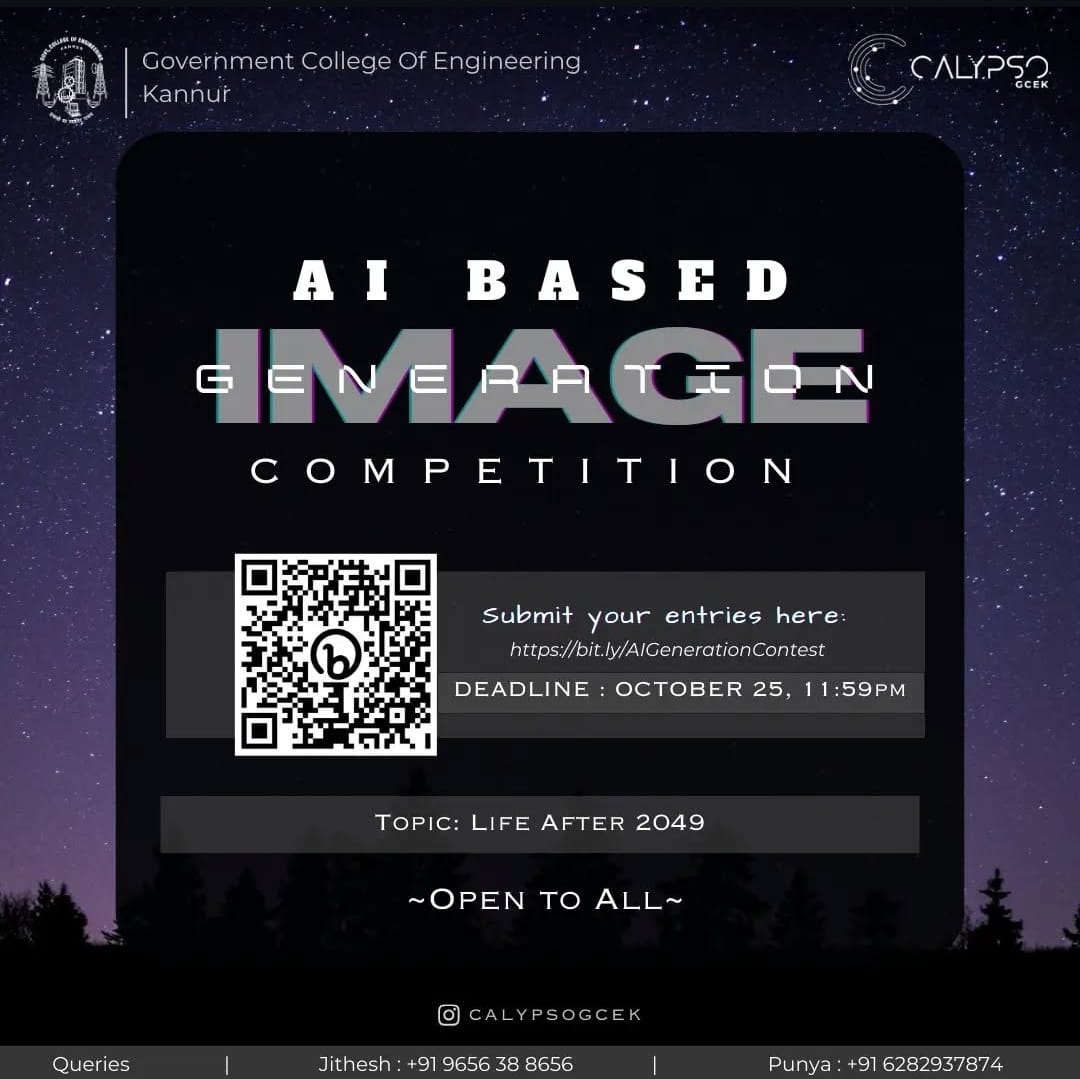 Government College Of Engineering
Kannur
CALYPSO
GCEK
AI BASED
IMAGE
GENERATION
COMPETITION
Submit your entries here:
https://bit.ly/AIGenerationContest
DEADLINE : OCTOBER 25, 11:59PM
TOPIC: LIFE AFTER 2049
~OPEN TO ALL~
CALYPSOGCEK
Queries | Jithesh : +91 9656 38 8656 | Punya : +91 6282937874